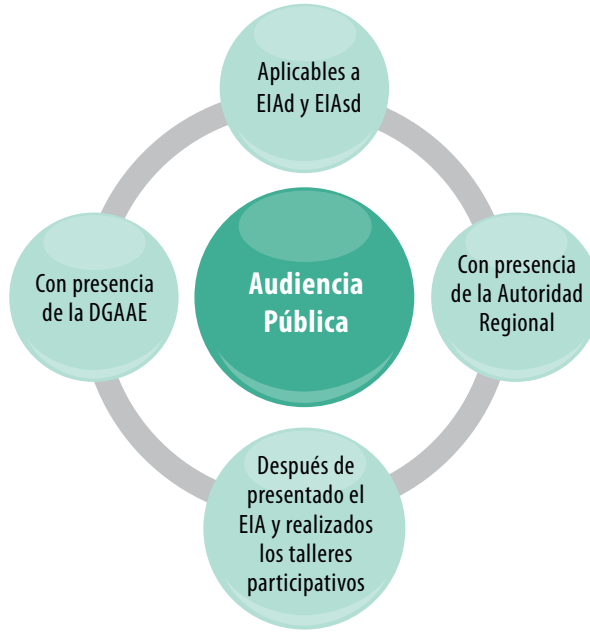 Aplicables a
EIAd y EIAsd
Con presencia
de la DGAAE
Audiencia
Pública
Con presencia
de la Autoridad
Regional
Después de
presentado el
EIA y realizados
los talleres
participativos